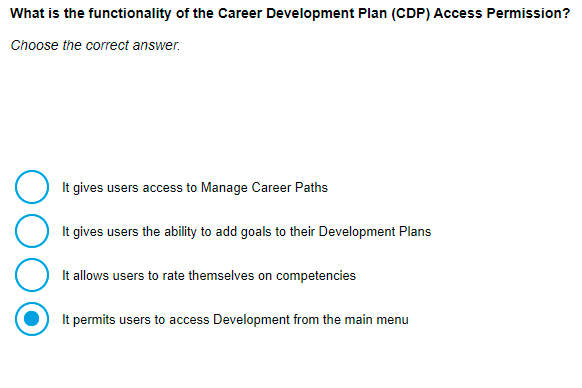 What is the functionality of the Career Development Plan (CDP) Access Permission?
Choose the correct answer.
It gives users access to Manage Career Paths
It gives users the ability to add goals to their Development Plans
It allows users to rate themselves on competencies
It permits users to access Development from the main menu